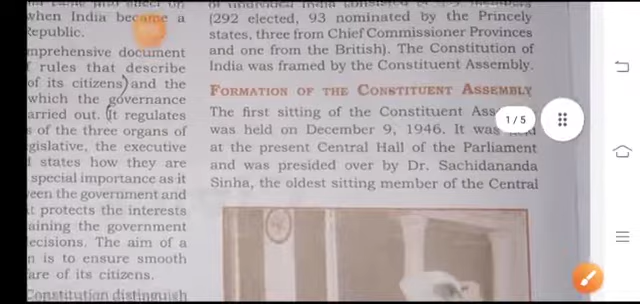 when India became a
Republic.
comprehensive document
rules that describe
of its citizens) and the
which the governance
carried out. (It regulates
s of the three organs of
gislative, the executive
states how they are
special importance as it
een the government and
t protects the interests
aining the government
ecisions. The aim of a
n is to ensure smooth
are of its citizens.
Constitution distinguish
(292 elected, 93 nominated by the Princely
states, three from Chief Commissioner Provinces
and one from the British). The Constitution of
India was framed by the Constituent Assembly.
FORMATION OF THE CONSTITUENT ASSEMBLY
The first sitting of the Constituent Ass
was held on December 9, 1946. It was
at the present Central Hall of the Parliament
and was presided over by Dr. Sachidananda
Sinha, the oldest sitting member of the Central
1 / 5